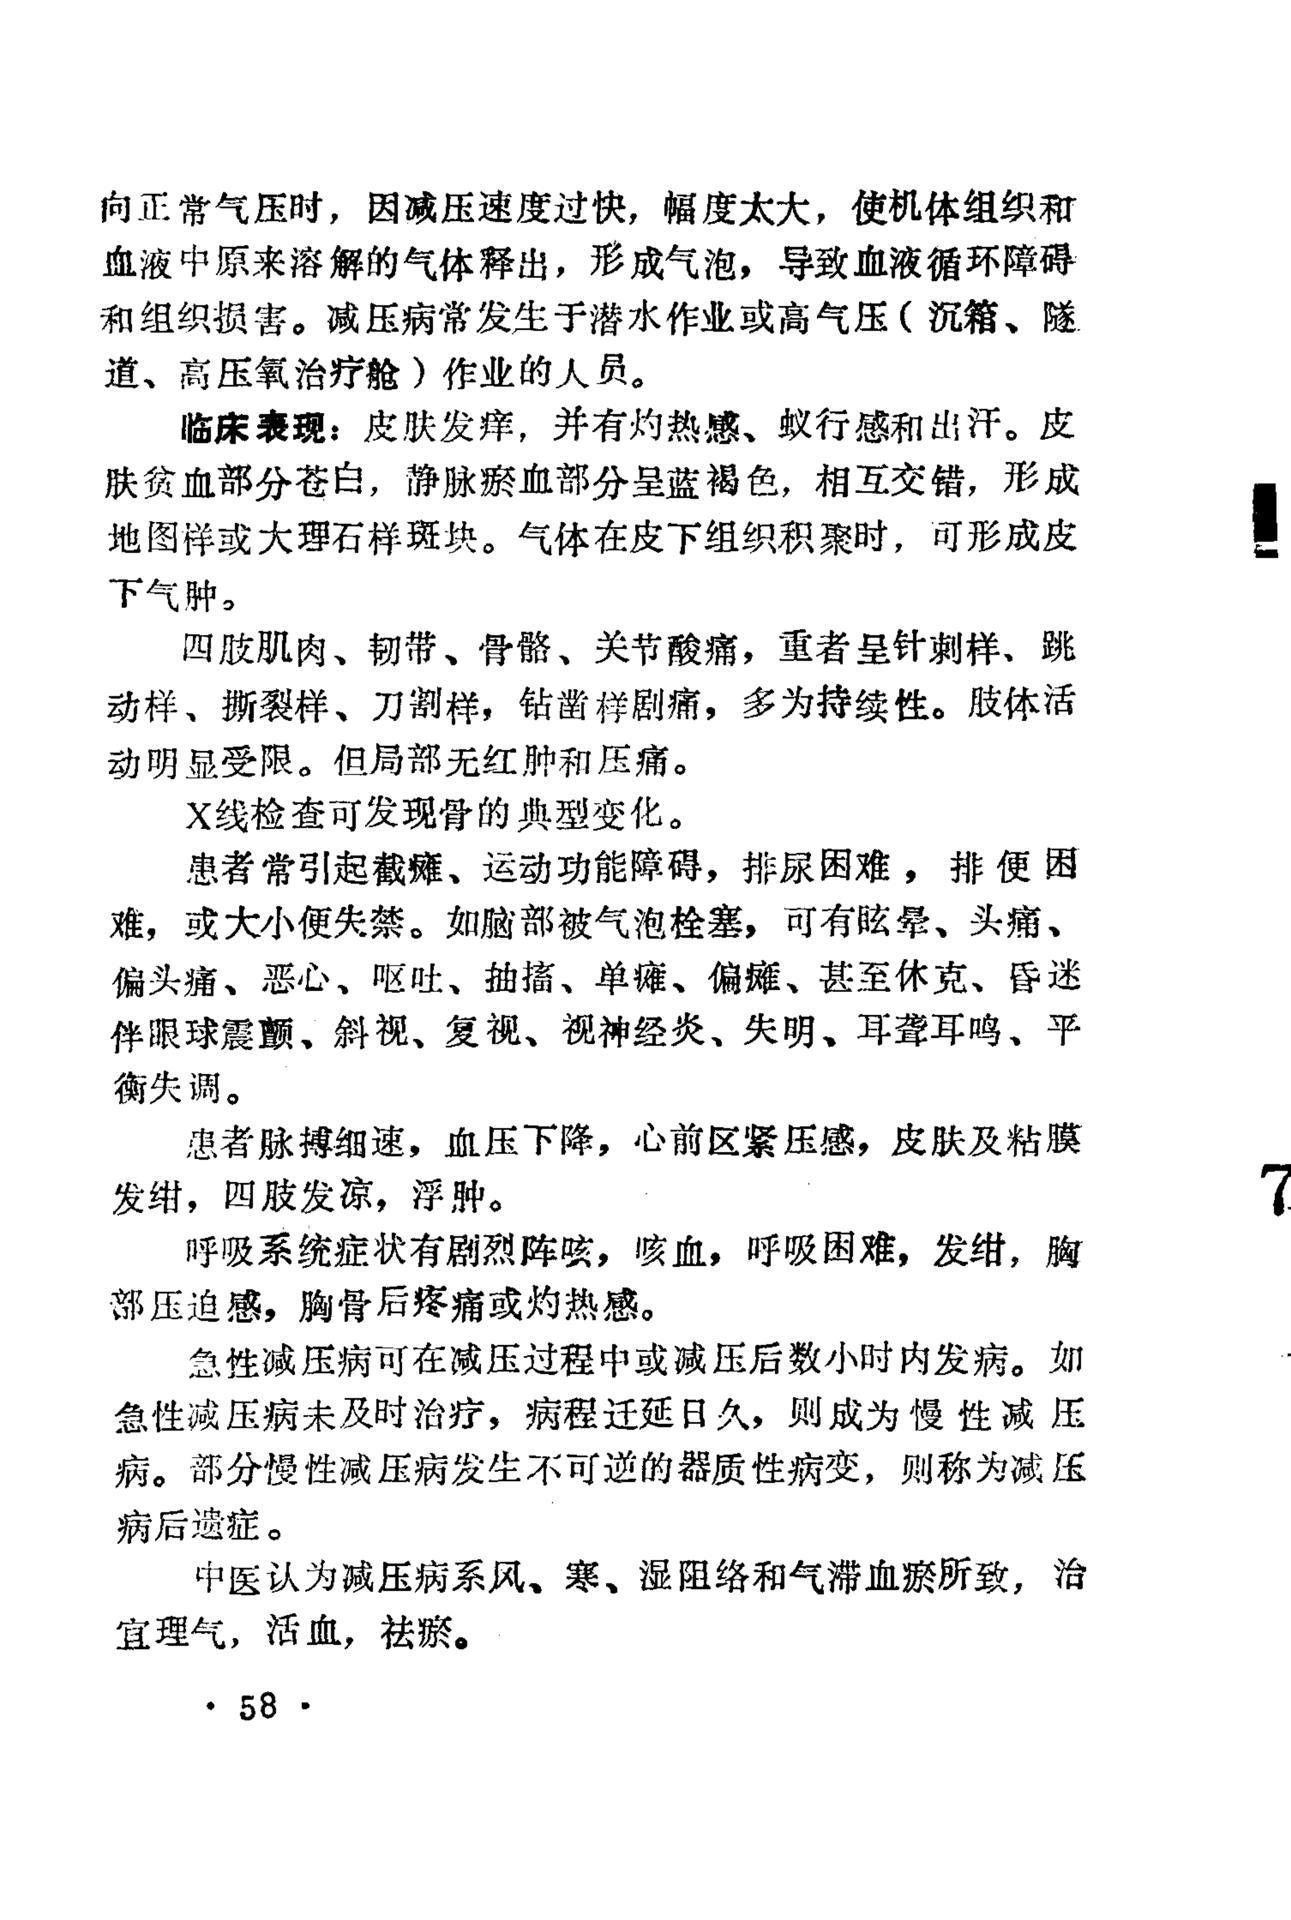 向正常气压时，因减压速度过快，幅度太大，使机体组织和
血液中原来溶解的气体释出，形成气泡，导致血液循环障碍
和组织损害。减压病常发生于潜水作业或高气压（沉箱、隧
道、高压氧治疗舱）作业的人员。
临床表现：皮肤发痒，并有灼热感、蚁行感和出汗。皮
肤贫血部分苍白，静脉瘀血部分呈蓝褐色，相互交错，形成
地图样或大理石样斑块。气体在皮下组织积聚时，可形成皮
下气肿。
四肢肌肉、韧带、骨骼、关节酸痛，重者呈针刺样、跳
动样、撕裂样、刀割样，钻凿样剧痛，多为持续性。肢体活
动明显受限。但局部无红肿和压痛。
X线检查可发现骨的典型变化。
患者常引起截瘫、运动功能障碍，排尿困难，排便困
难，或大小便失禁。如脑部被气泡栓塞，可有眩晕、头痛、
偏头痛、恶心、呕吐、抽搐、单瘫、偏瘫、甚至休克、昏迷
伴眼球震颤、斜视、复视、视神经炎、失明、耳聋耳鸣、平
衡失调。
患者脉搏细速，血压下降，心前区紧压感，皮肤及粘膜
发绀，四肢发凉，浮肿。
呼吸系统症状有剧烈阵咳，咳血，呼吸困难，发绀，胸
部压迫感，胸骨后疼痛或灼热感。
急性减压病可在减压过程中或减压后数小时内发病。如
急性减压病未及时治疗，病程迁延日久，则成为慢性减压
病。部分慢性减压病发生不可逆的器质性病变，则称为减压
病后遗症。
中医认为减压病系风、寒、湿阻络和气滞血瘀所致，治
宜理气，活血，祛瘀。
· 58 ·